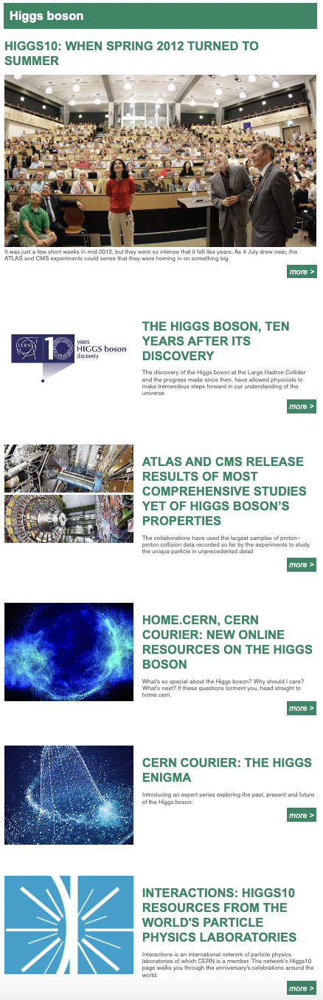 Higgs boson
HIGGS10: WHEN SPRING 2012 TURNED TO
SUMMER
It was just a few short weeks in mid-2012, but they were so intense that it felt like years. As 4 July drew near, the
ATLAS and CMS experiments could sense that they were homing in on something big.
more >
CERN
10
years
HIGGS boson
discovery
THE HIGGS BOSON, TEN
YEARS AFTER ITS
DISCOVERY
The discovery of the Higgs boson at the Large Hadron Collider
and the progress made since then, have allowed physicists to
make tremendous steps forward in our understanding of the
universe
more >
ATLAS AND CMS RELEASE
RESULTS OF MOST
COMPREHENSIVE STUDIES
YET OF HIGGS BOSON’S
PROPERTIES
The collaborations have used the largest samples of proton–
proton collision data recorded so far by the experiments to study
the unique particle in unprecedented detail
more >
HOME.CERN, CERN
COURIER: NEW ONLINE
RESOURCES ON THE HIGGS
BOSON
What's so special about the Higgs boson? Why should I care?
What's next? If these questions torment you, head straight to
home.cern.
more >
CERN COURIER: THE HIGGS
ENIGMA
Introducing an expert series exploring the past, present and future
of the Higgs boson.
more >
INTERACTIONS: HIGGS10
RESOURCES FROM THE
WORLD'S PARTICLE
PHYSICS LABORATORIES
Interactions is an international network of particle physics
laboratories of which CERN is a member. The network's Higgs10
page walks you through the anniversary's celebrations around the
world.
more >